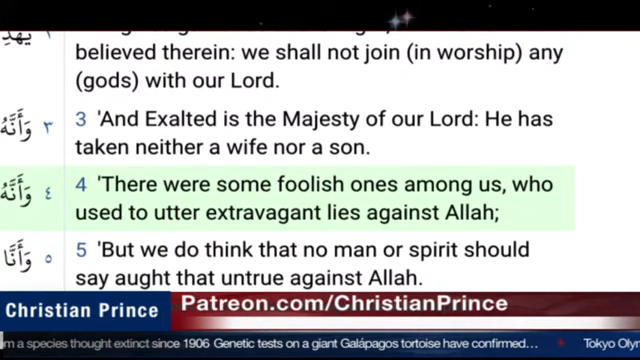 يَهْدِ ٢
believed therein: we shall not join (in worship) any
(gods) with our Lord.
وَأَنَّهُ ٣ 3 'And Exalted is the Majesty of our Lord: He has
taken neither a wife nor a son.
وَأَنَّهُ ٤ 4 'There were some foolish ones among us, who
used to utter extravagant lies against Allah;
وَأَنَّا ٥ 5 'But we do think that no man or spirit should
say aught that untrue against Allah.
Christian Prince Patreon.com/ChristianPrince
m a species thought extinct since 1906 Genetic tests on a giant Galápagos tortoise have confirmed... Tokyo Olyr